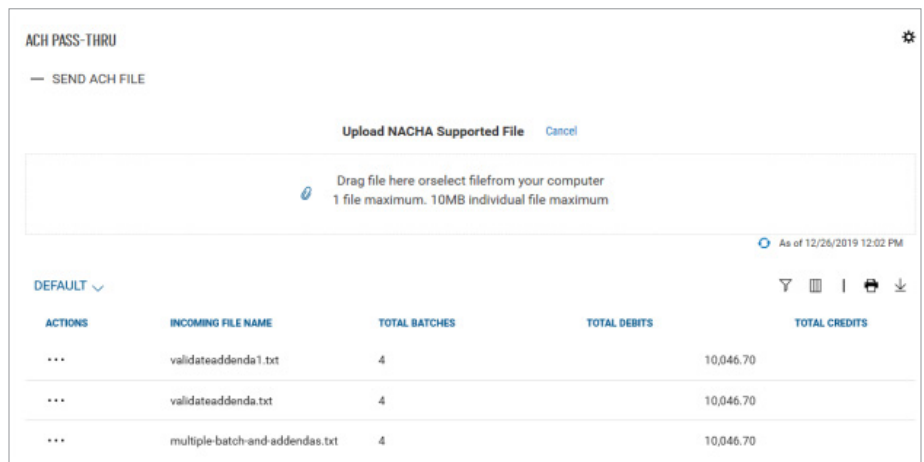 ACH PASS-THRU
— SEND ACH FILE
Upload NACHA Supported File Cancel
Drag file here orselect filefrom your computer
1 file maximum. 10MB individual file maximum
As of 12/26/2019 12:02 PM
DEFAULT
ACTIONS INCOMING FILE NAME TOTAL BATCHES TOTAL DEBITS TOTAL CREDITS
... validateaddenda1.txt 4 10,046.70
... validateaddenda.txt 4 10,046.70
... multiple-batch-and-addendas.txt 4 10,046.70